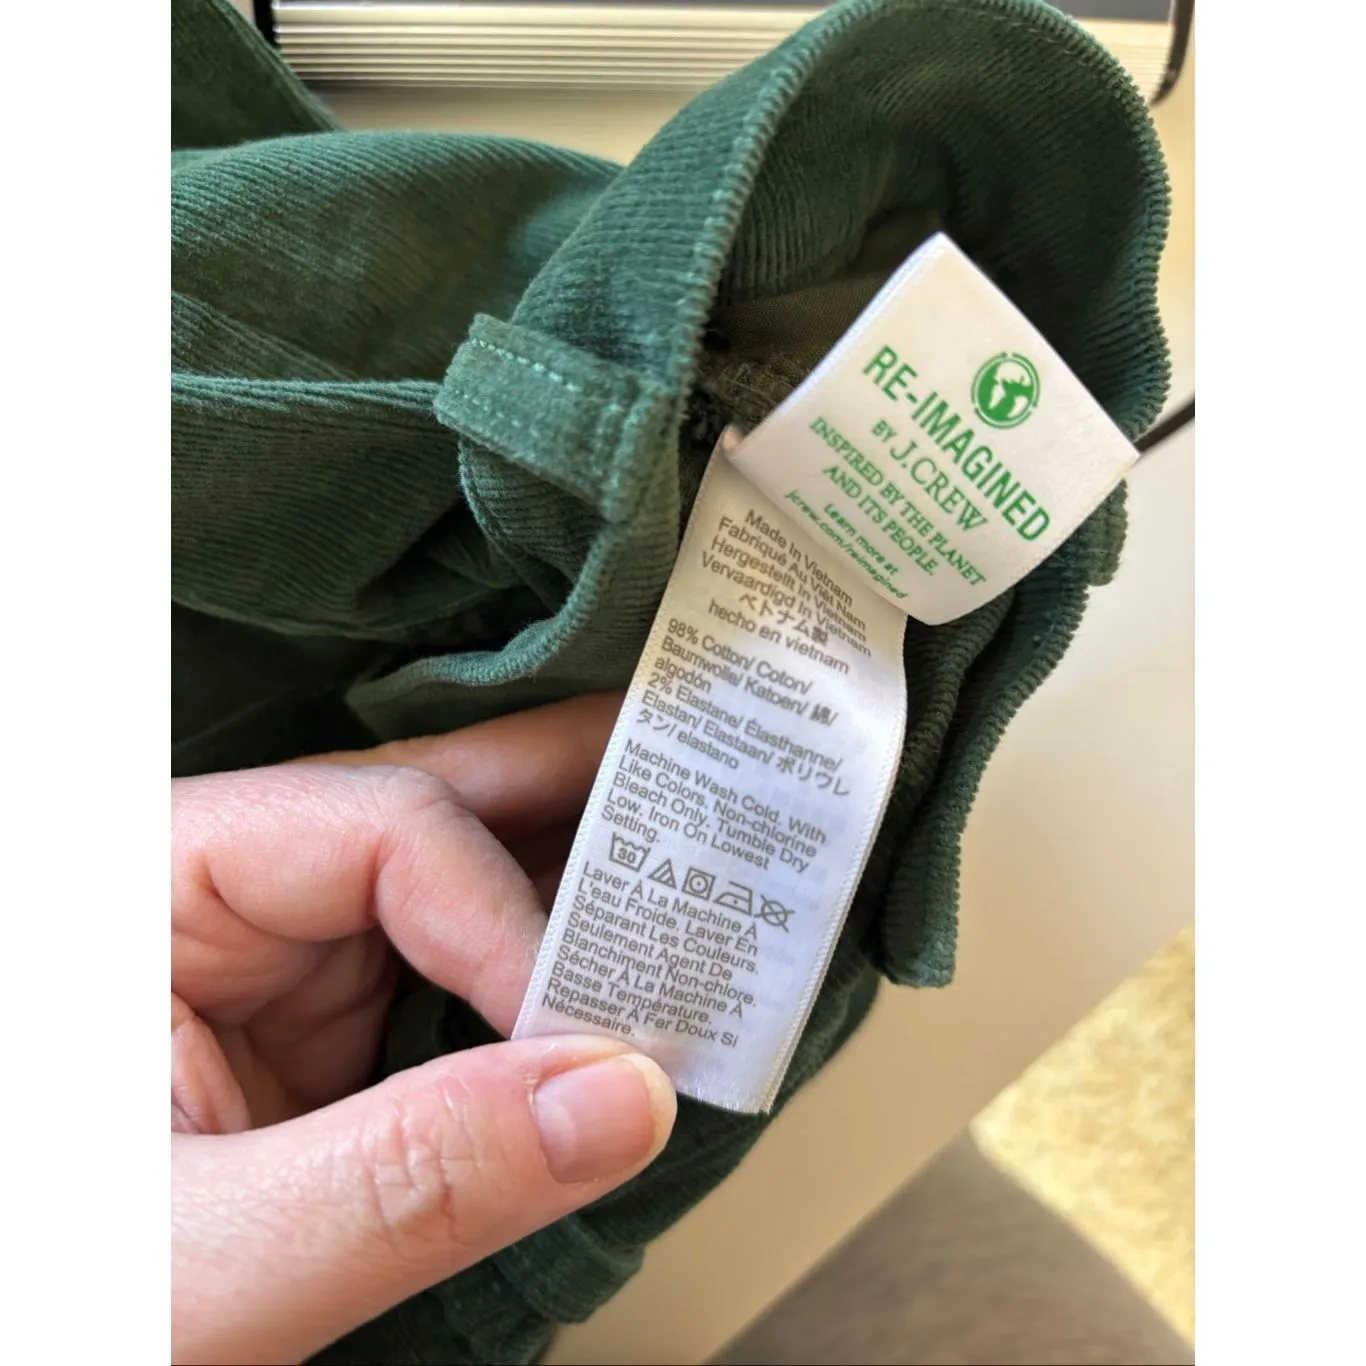 RE-IMAGINED
BY J.CREW
INSPIRED BY THE PLANET
AND ITS PEOPLE.
Learn more at
jcrew.com/reimagined
Made In Vietnam
Fabriqué Au Viêt Nam
Hergestellt In Vietnam
Vervaardigd In Vietnam
ベトナム製
hecho en vietnam
98% Cotton/ Coton/
Baumwolle/ Katoen/ 綿/
algodón
2% Elastane/ Élasthanne/
Elastan/ Elastaan/ ポリウレ
タン/ elastano
Machine Wash Cold. With
Like Colors. Non-chlorine
Bleach Only. Tumble Dry
Low. Iron On Lowest
Setting.
30
Laver À La Machine À
L'eau Froide. Laver En
Séparant Les Couleurs.
Seulement Agent De
Blanchiment Non-chlore.
Sécher À La Machine À
Basse Température.
Repasser À Fer Doux Si
Nécessaire.